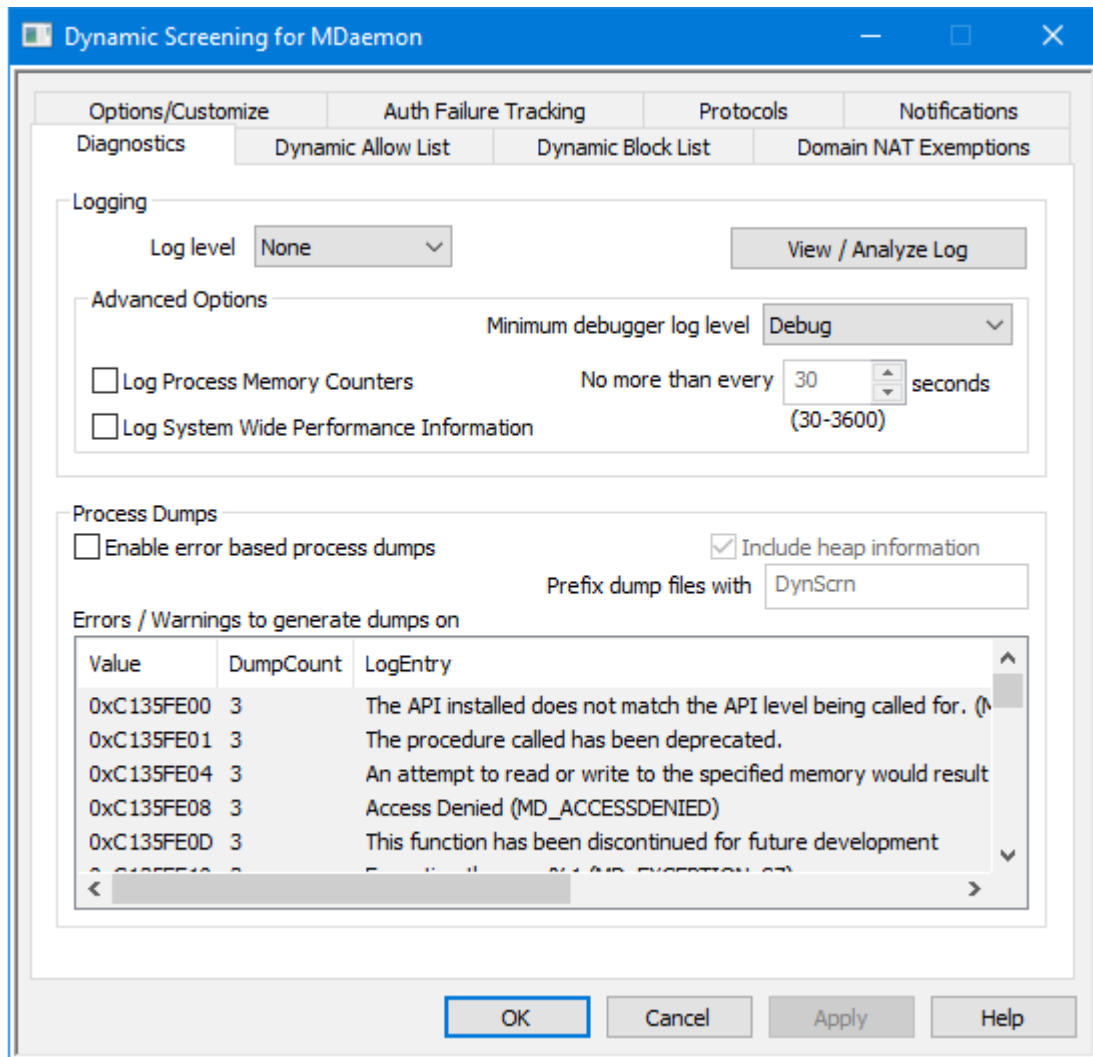 Dynamic Screening for MDaemon
Options/Customize Auth Failure Tracking Protocols Notifications
Diagnostics Dynamic Allow List Dynamic Block List Domain NAT Exemptions
Logging
Log level None View / Analyze Log
Advanced Options
Minimum debugger log level Debug
Log Process Memory Counters No more than every 30 seconds
(30-3600)
Log System Wide Performance Information
Process Dumps
Enable error based process dumps Include heap information
Prefix dump files with DynScrn
Errors / Warnings to generate dumps on
Value DumpCount LogEntry
0xC135FE00 3 The API installed does not match the API level being called for. (
0xC135FE01 3 The procedure called has been deprecated.
0xC135FE04 3 An attempt to read or write to the specified memory would result
0xC135FE08 3 Access Denied (MD_ACCESSDENIED)
0xC135FE0D 3 This function has been discontinued for future development
OK Cancel Apply Help